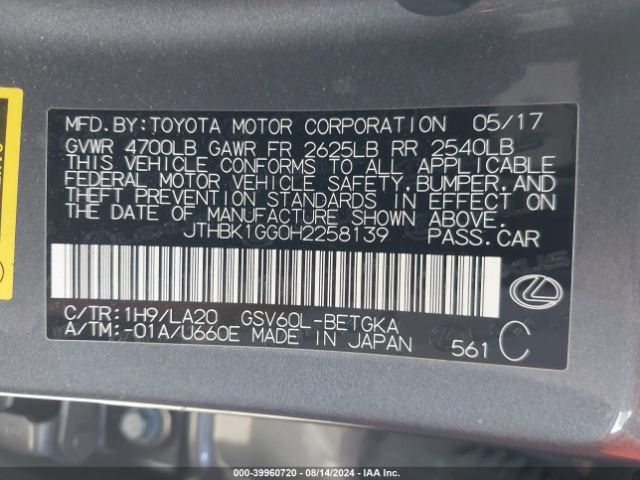 MFD.BY:TOYOTA MOTOR CORPORATION 05/17
GVWR 4700LB GAWR FR 2625LB RR 2540LB
THIS VEHICLE CONFORMS TO ALL APPLICABLE
FEDERAL MOTOR VEHICLE SAFETY,BUMPER,AND
THEFT PREVENTION STANDARDS IN EFFECT ON
THE DATE OF MANUFACTURE SHOWN ABOVE.
JTHBK1GG0H2258139 PASS.CAR
C/TR:1H9/LA20 GSV60L-BETGKA
A/TM:-01A/U660E MADE IN JAPAN 561 C
000-39960720 — 08/14/2024 — IAAI.COM